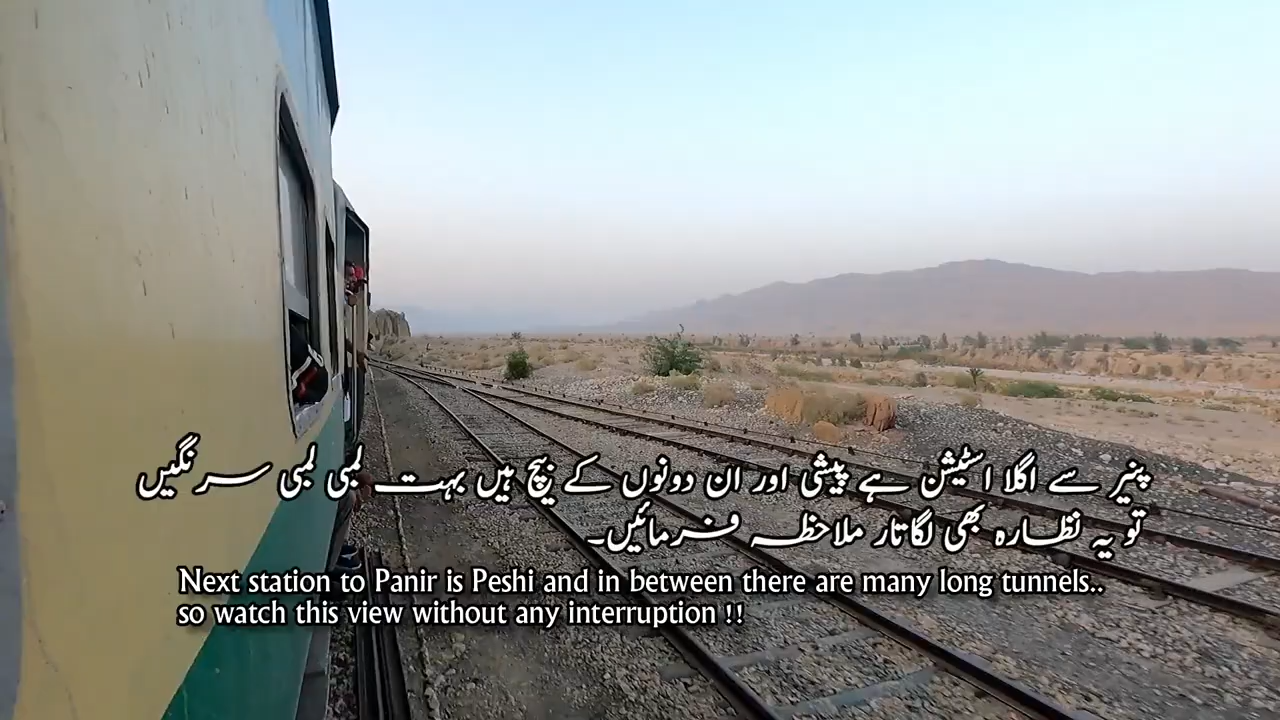 پنیر سے اگلا اسٹیشن ہے پیشی اور ان دونوں کے بیچ ہیں بہت لمبی لمبی سرنگیں
تو یہ نظارہ بھی لگاتار ملاحظہ فرمائیں۔
Next station to Panir is Peshi and in between there are many long tunnels..
so watch this view without any interruption !!